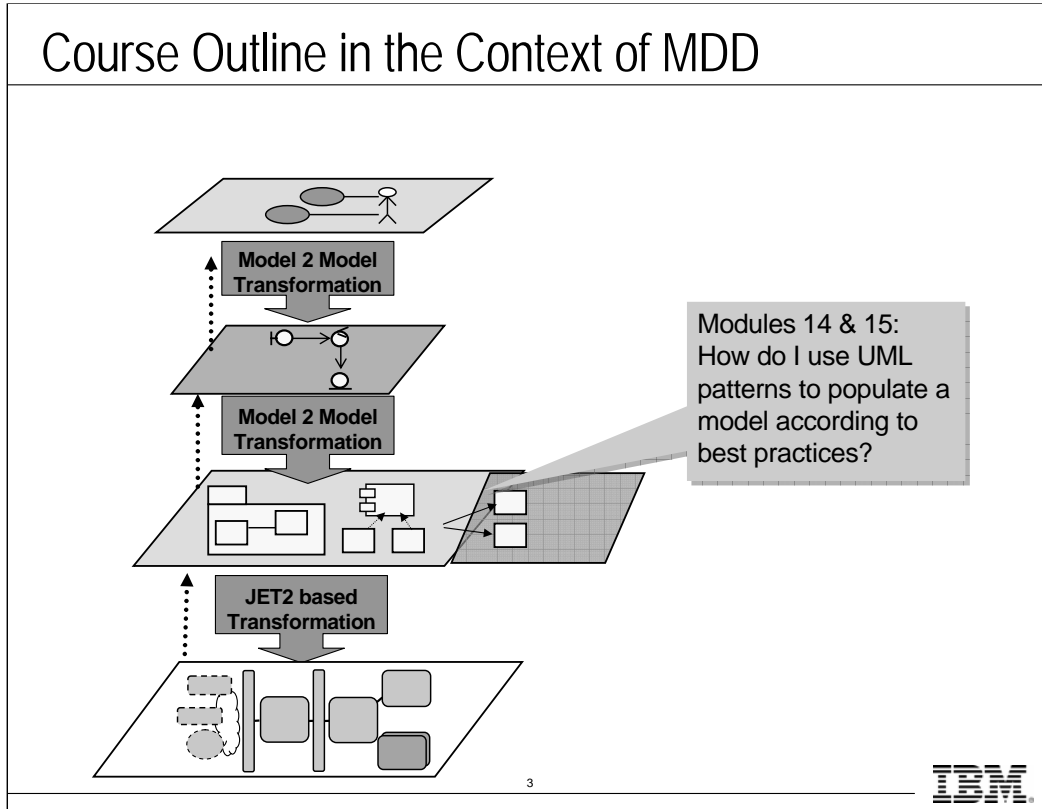 Course Outline in the Context of MDD
Model 2 Model
Transformation
Model 2 Model
Transformation
Modules 14 & 15:
How do I use UML
patterns to populate a
model according to
best practices?
JET2 based
Transformation
3
IBM®